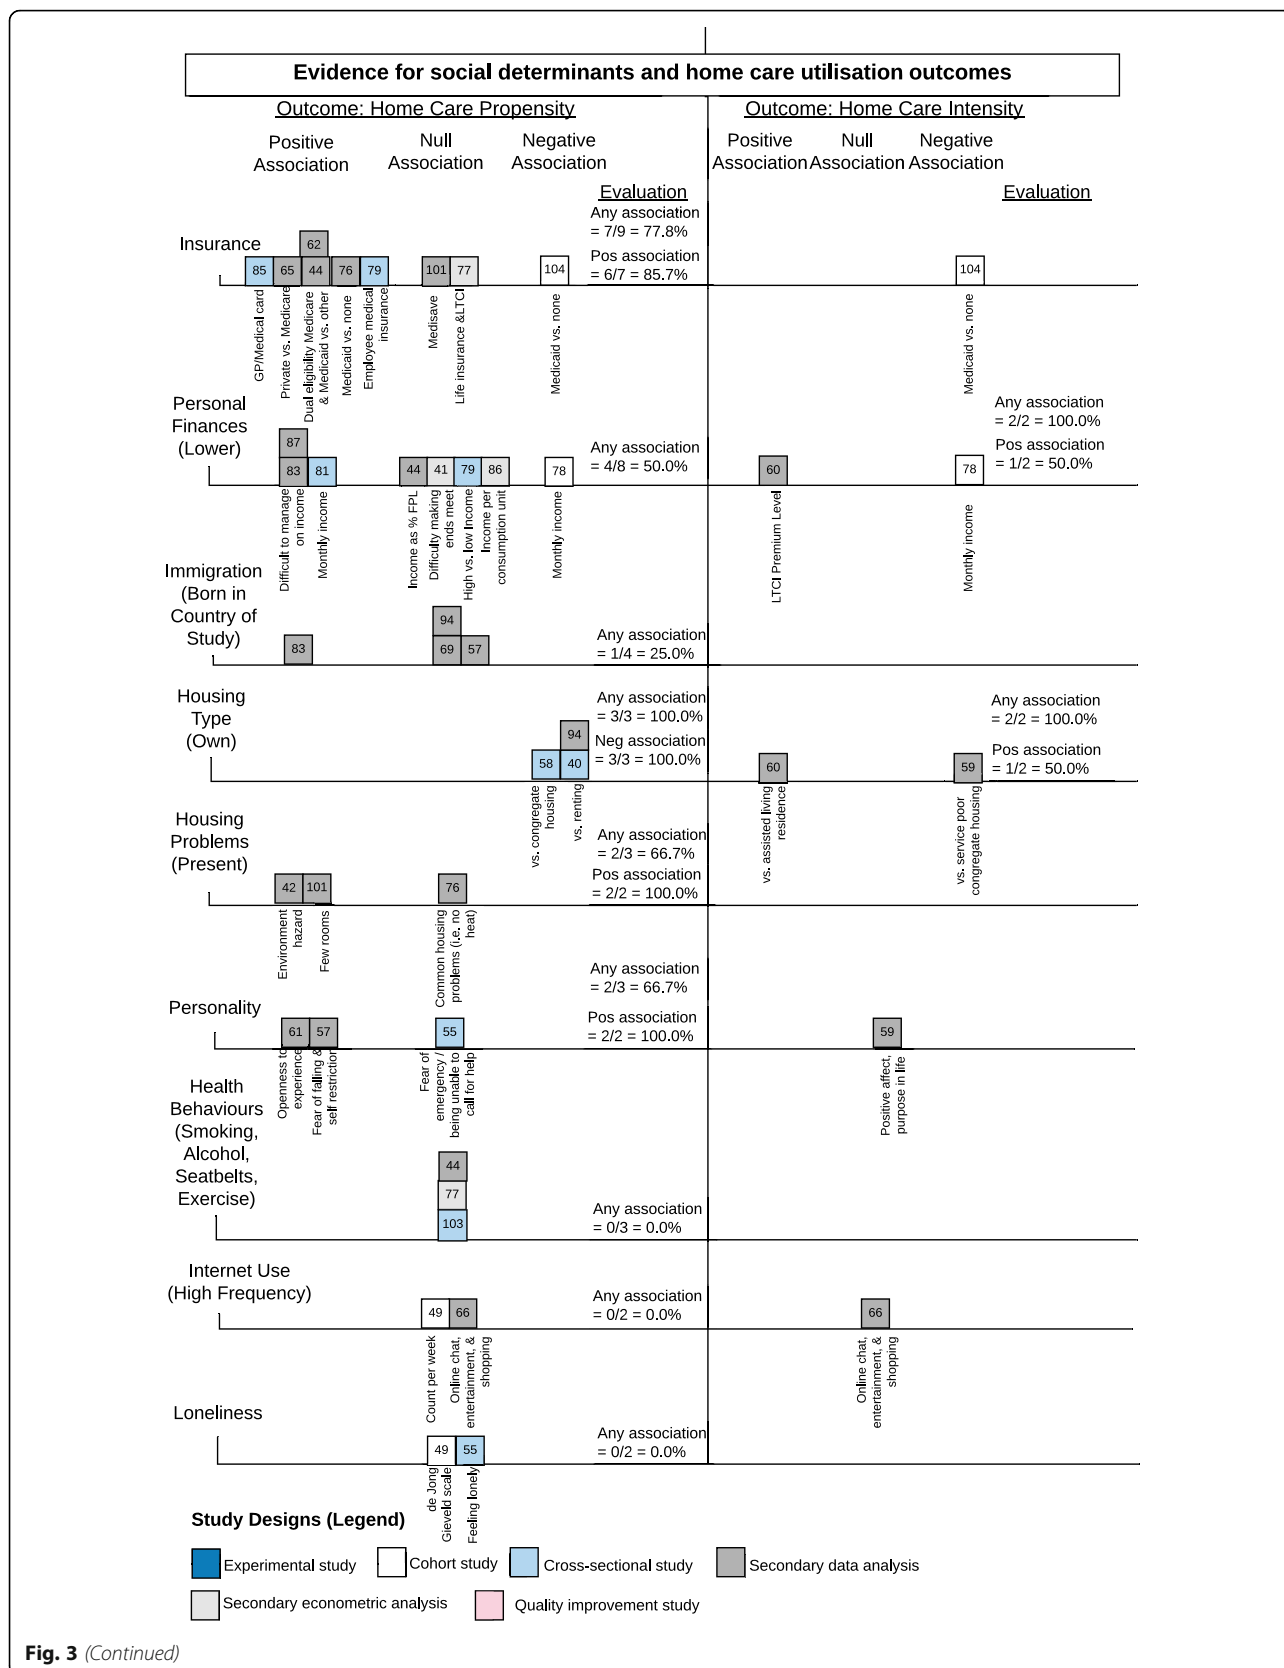 Evidence for social determinants and home care utilisation outcomes
Outcome: Home Care Propensity
Outcome: Home Care Intensity
Positive
Association
Null
Association
Negative
Association
Positive
Association
Null
Association
Negative
Association
Evaluation
Evaluation
Insurance
62
85
65
44
76
79
101
77
104
104
Any association
= 7/9 = 77.8%
Pos association
= 6/7 = 85.7%
GP/Medical card
Private vs. Medicare
Dual eligibility Medicare
& Medicaid vs. other
Medicaid vs. none
Employee medical
insurance
Medisave
Life insurance &LTCI
Medicaid vs. none
Medicaid vs. none
Personal
Finances
(Lower)
87
83
81
44
41
79
86
78
60
78
Any association
= 4/8 = 50.0%
Any association
= 2/2 = 100.0%
Pos association
= 1/2 = 50.0%
Difficult to manage
on income
Monthly income
Income as % FPL
Difficulty making
ends meet
High vs. low Income
Income per
consumption unit
Monthly income
LTCI Premium Level
Monthly income
Immigration
(Born in
Country of
Study)
83
94
69
57
Any association
= 1/4 = 25.0%
Housing
Type
(Own)
94
58
40
60
59
Any association
= 3/3 = 100.0%
Neg association
= 3/3 = 100.0%
Any association
= 2/2 = 100.0%
Pos association
= 1/2 = 50.0%
vs. congregate
housing
vs. renting
vs. assisted living
residence
vs. service poor
congregate housing
Housing
Problems
(Present)
42
101
76
Any association
= 2/3 = 66.7%
Pos association
= 2/2 = 100.0%
Environment
hazard
Few rooms
Common housing
problems (i.e. no
heat)
Personality
61
57
55
59
Any association
= 2/3 = 66.7%
Pos association
= 2/2 = 100.0%
Openness to
experience
Fear of falling &
self restriction
Fear of
emergency /
being unable to
call for help
Positive affect,
purpose in life
Health
Behaviours
(Smoking,
Alcohol,
Seatbelts,
Exercise)
44
77
103
Any association
= 0/3 = 0.0%
Internet Use
(High Frequency)
49
66
66
Any association
= 0/2 = 0.0%
Count per week
Online chat,
entertainment, &
shopping
Online chat,
entertainment, &
shopping
Loneliness
49
55
Any association
= 0/2 = 0.0%
de Jong
Gieveld scale
Feeling lonely
Study Designs (Legend)
Experimental study
Cohort study
Cross-sectional study
Secondary data analysis
Secondary econometric analysis
Quality improvement study
Fig. 3 (Continued)